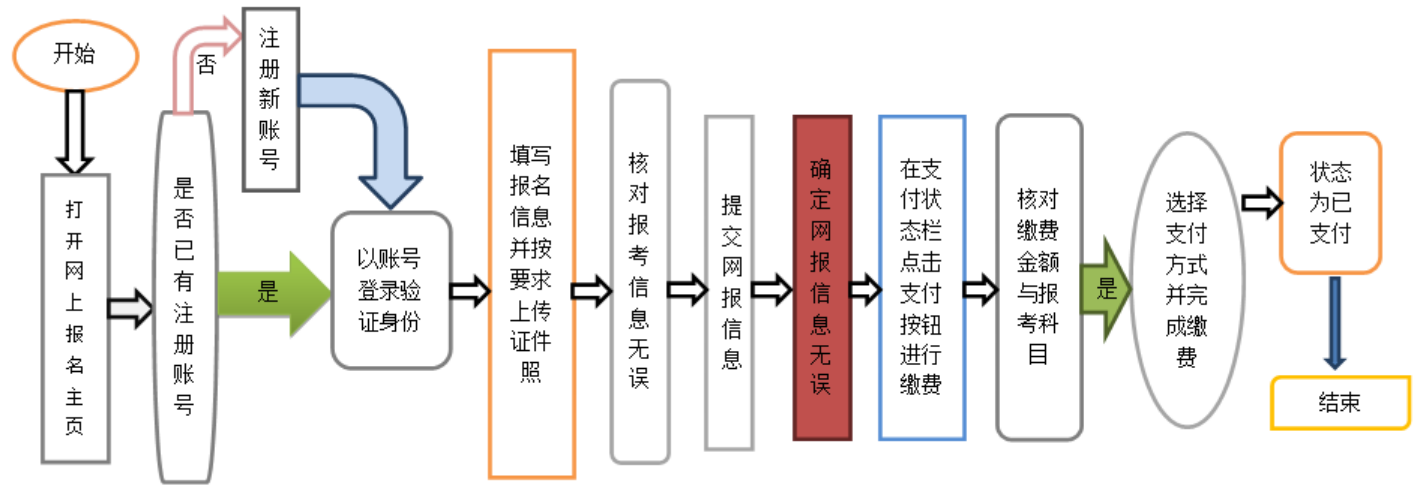 开始
打开网上报名主页
是否已有注册账号
否
注册新账号
是
以账号
登录验
证身份
填写
报名
信息
并按
要求
上传
证件
照
核对报考信息无误
提交网报信息
确定网报信息无误
在支
付状
态栏
点击
支付
按钮
进行
缴费
核对
缴费
金额
与报
考科
目
是
选择
支付
方式
并完
成缴
费
状态
为已
支付
结束